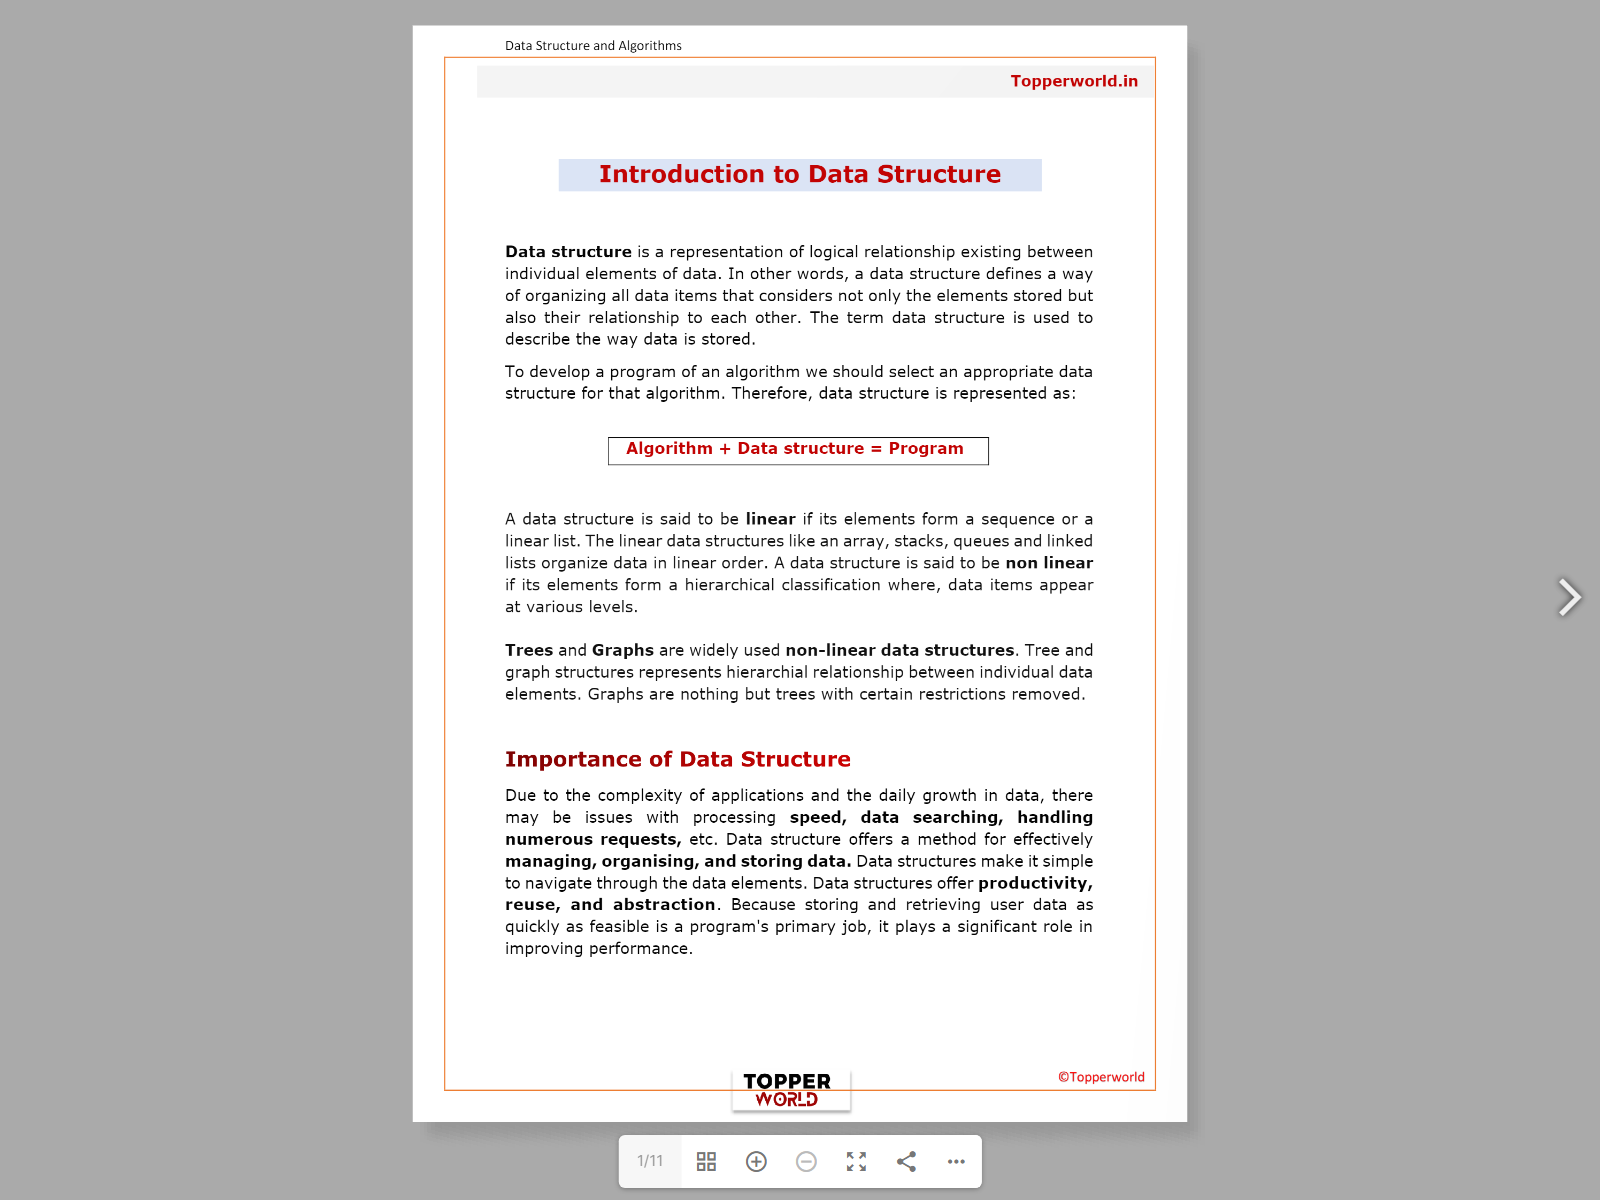 Data Structure and Algorithms
Topperworld.in
Introduction to Data Structure
Data structure is a representation of logical relationship existing between
individual elements of data. In other words, a data structure defines a way
of organizing all data items that considers not only the elements stored but
also their relationship to each other. The term data structure is used to
describe the way data is stored.
To develop a program of an algorithm we should select an appropriate data
structure for that algorithm. Therefore, data structure is represented as:
Algorithm + Data structure = Program
A data structure is said to be linear if its elements form a sequence or a
linear list. The linear data structures like an array, stacks, queues and linked
lists organize data in linear order. A data structure is said to be non linear
if its elements form a hierarchical classification where, data items appear
at various levels.
Trees and Graphs are widely used non-linear data structures. Tree and
graph structures represents hierarchial relationship between individual data
elements. Graphs are nothing but trees with certain restrictions removed.
Importance of Data Structure
Due to the complexity of applications and the daily growth in data, there
may be issues with processing speed, data searching, handling
numerous requests, etc. Data structure offers a method for effectively
managing, organising, and storing data. Data structures make it simple
to navigate through the data elements. Data structures offer productivity,
reuse, and abstraction. Because storing and retrieving user data as
quickly as feasible is a program's primary job, it plays a significant role in
improving performance.
©Topperworld
TOPPER
WORLD
1/11